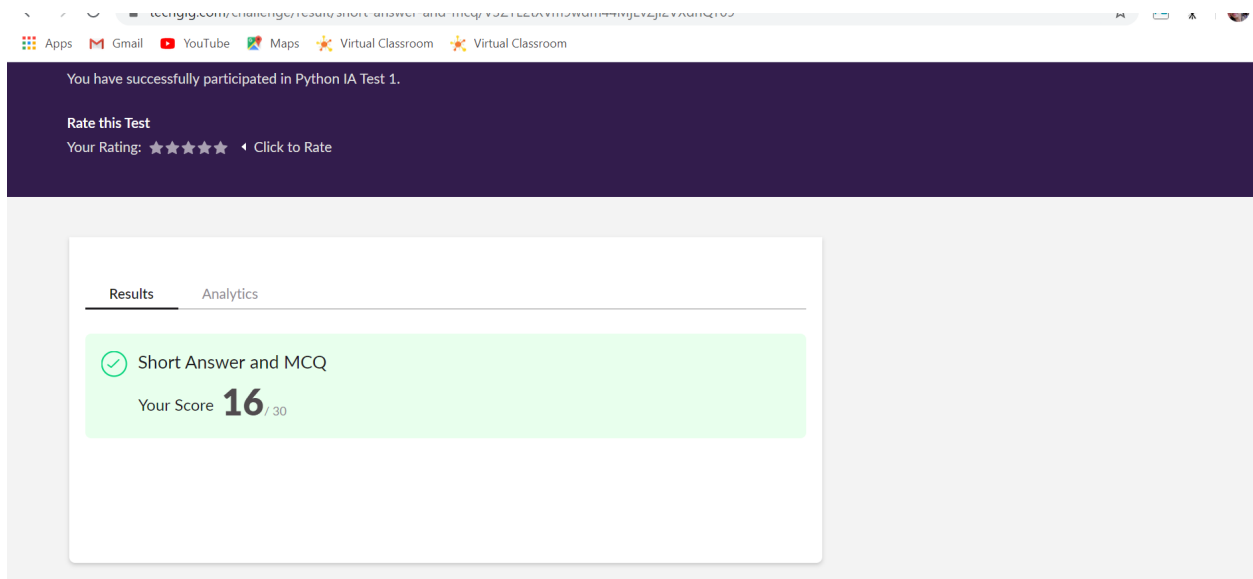 Apps Gmail YouTube Maps Virtual Classroom Virtual Classroom
You have successfully participated in Python IA Test 1.
Rate this Test
Your Rating: Click to Rate
Results Analytics
Short Answer and MCQ
Your Score 16/ 30